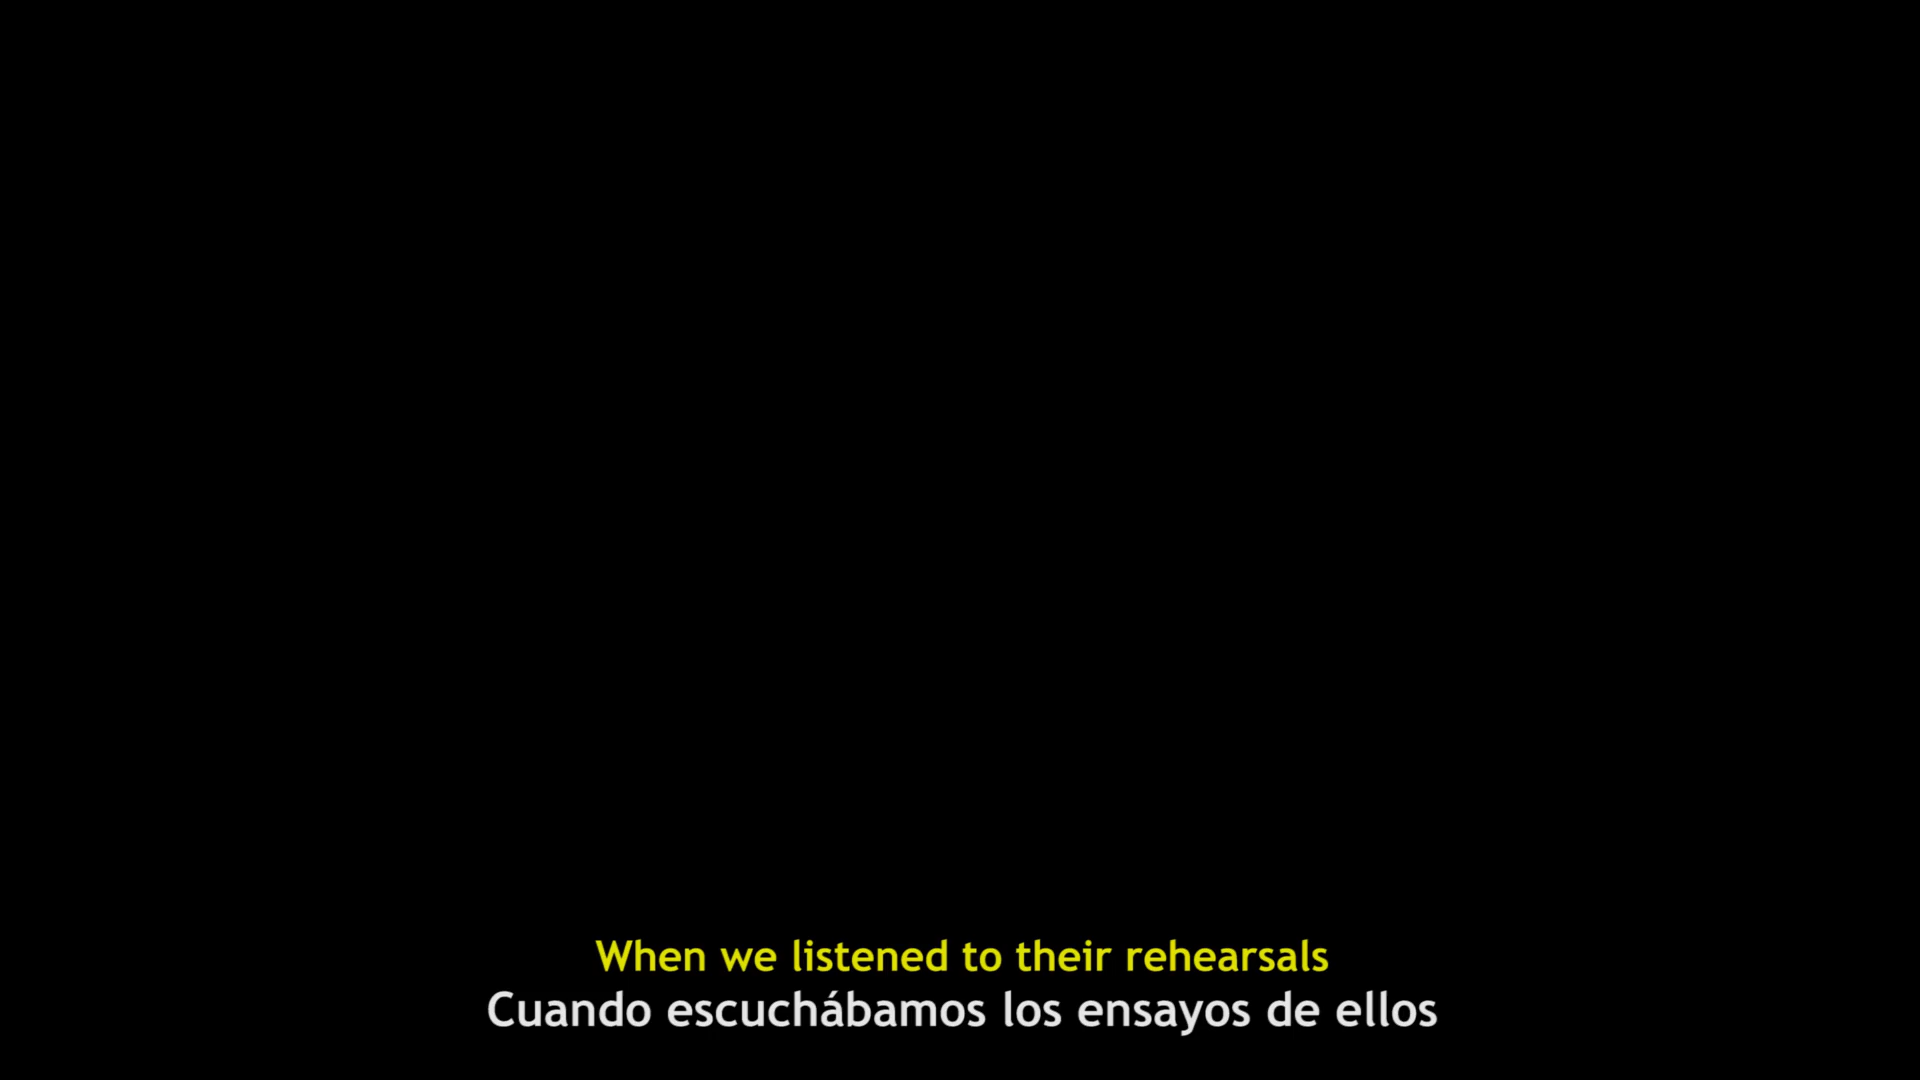 When we listened to their rehearsals
Cuando escuchábamos los ensayos de ellos